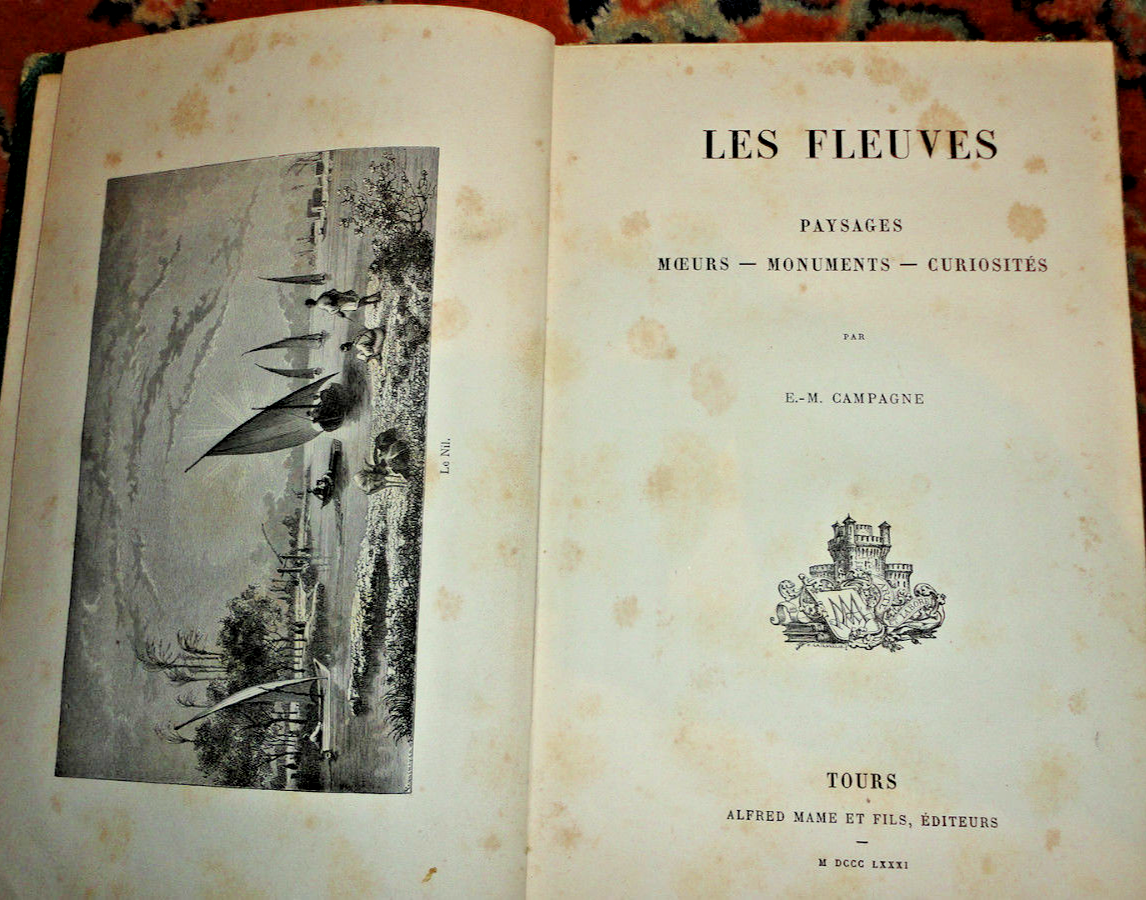 Le Nil.
LES FLEUVES
PAYSAGES
MŒURS — MONUMENTS — CURIOSITÉS
PAR
E.-M. CAMPAGNE
TOURS
ALFRED MAME ET FILS, ÉDITEURS
M DCCC LXXXI